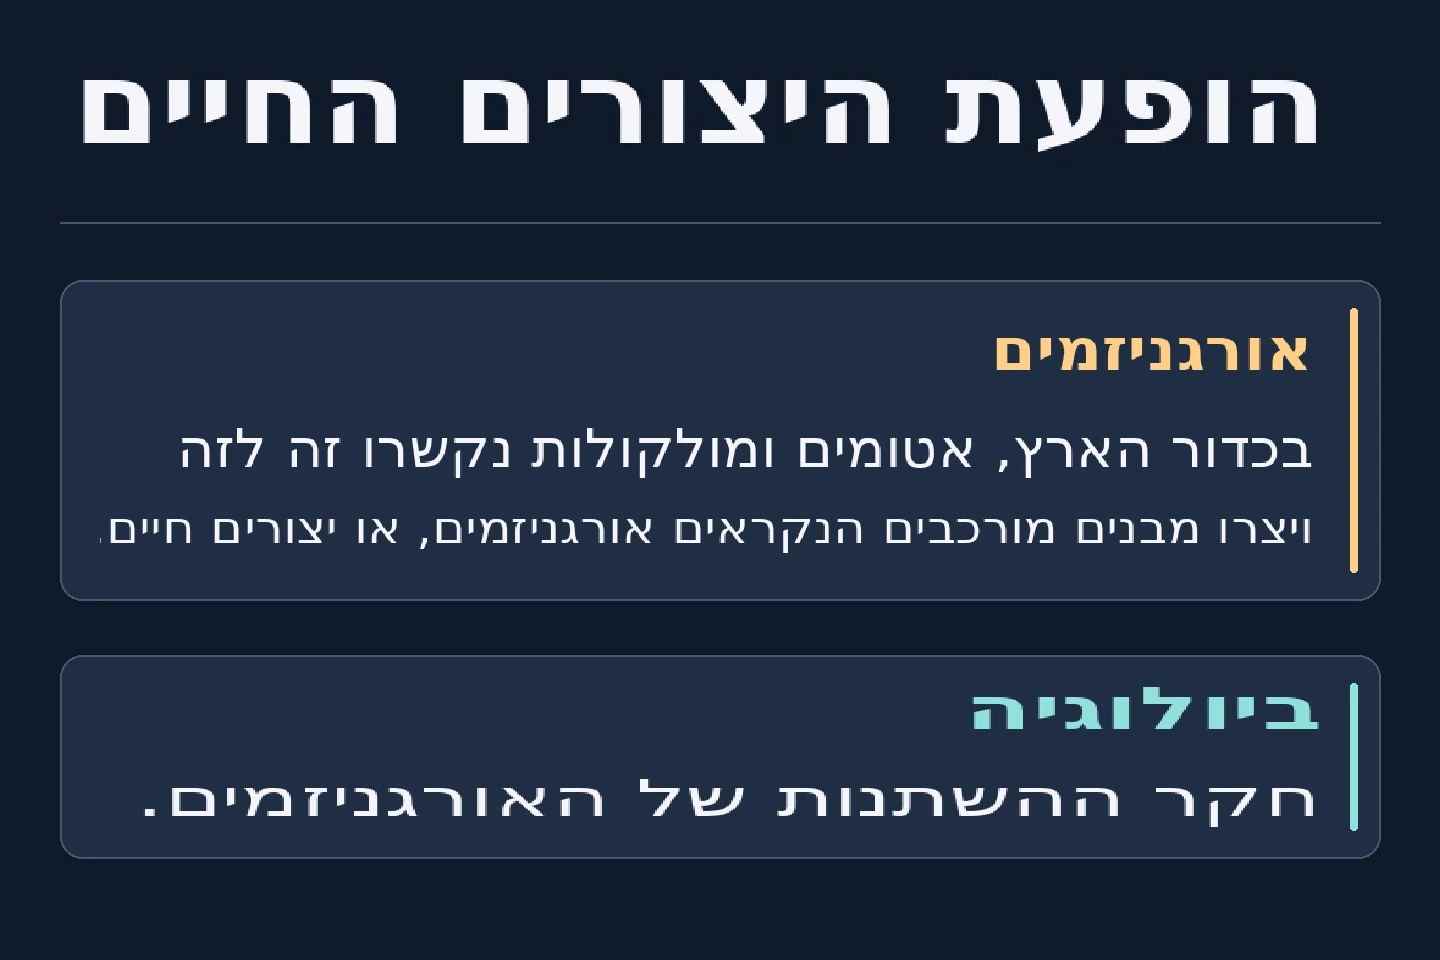 הופעת היצורים החיים
אורגניזמים
בכדור הארץ, אטומים ומולקולות נקשרו זה לזה
ויצרו מבנים מורכבים הנקראים אורגניזמים, או יצורים חיים.
ביולוגיה
חקר ההשתנות של האורגניזמים.